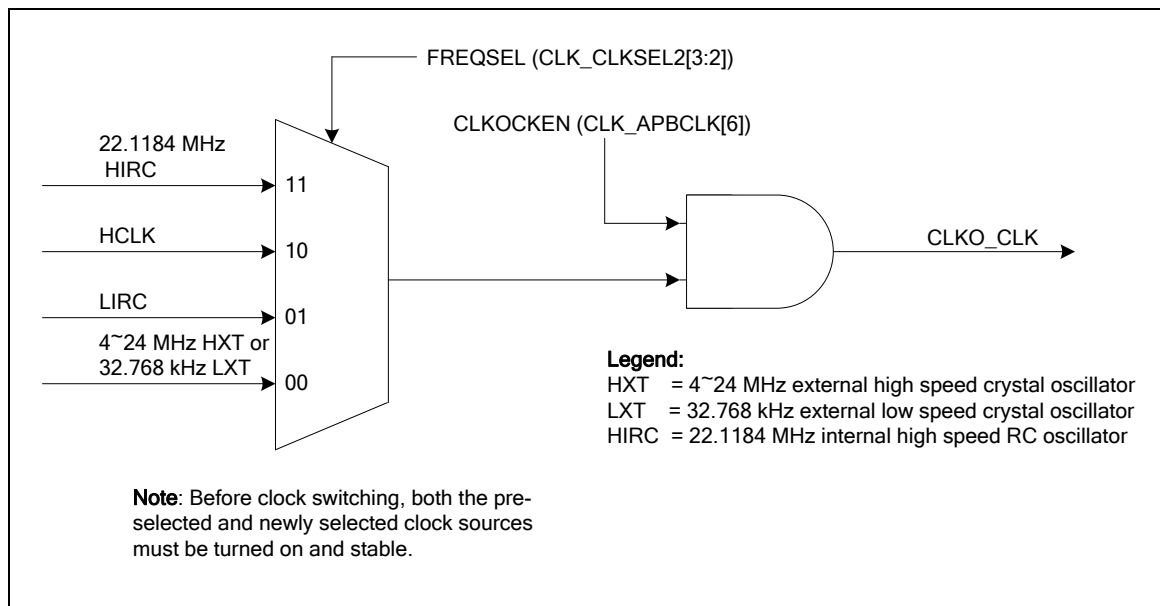 FREQSEL (CLK_CLKSEL2[3:2])
CLKOCKEN (CLK_APBCLK[6])
22.1184 MHz
HIRC
11
HCLK
10
CLKO_CLK
LIRC
01
4~24 MHz HXT or
32.768 kHz LXT
00
Legend:
HXT = 4~24 MHz external high speed crystal oscillator
LXT = 32.768 kHz external low speed crystal oscillator
HIRC = 22.1184 MHz internal high speed RC oscillator
Note: Before clock switching, both the pre-
selected and newly selected clock sources
must be turned on and stable.